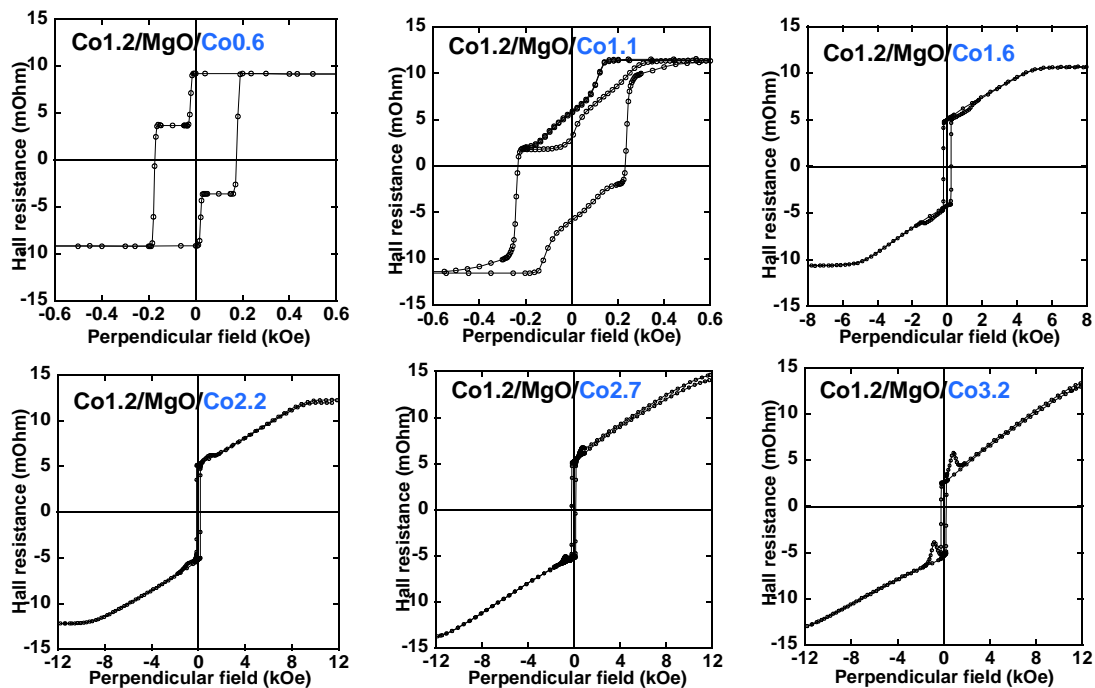 Co1.2/MgO/Co0.6
Hall resistance (mOhm)
15
10
5
0
-5
-10
-15
-0.6 -0.4 -0.2 0 0.2 0.4 0.6
Perpendicular field (kOe)
Co1.2/MgO/Co1.1
Hall resistance (mOhm)
15
10
5
0
-5
-10
-15
-0.6 -0.4 -0.2 0 0.2 0.4 0.6
Perpendicular field (kOe)
Co1.2/MgO/Co1.6
Hall resistance (mOhm)
15
10
5
0
-5
-10
-15
-8 -6 -4 -2 0 2 4 6 8
Perpendicular field (kOe)
Co1.2/MgO/Co2.2
Hall resistance (mOhm)
15
10
5
0
-5
-10
-15
-12 -8 -4 0 4 8 12
Perpendicular field (kOe)
Co1.2/MgO/Co2.7
Hall resistance (mOhm)
15
10
5
0
-5
-10
-15
-12 -8 -4 0 4 8 12
Perpendicular field (kOe)
Co1.2/MgO/Co3.2
Hall resistance (mOhm)
15
10
5
0
-5
-10
-15
-12 -8 -4 0 4 8 12
Perpendicular field (kOe)